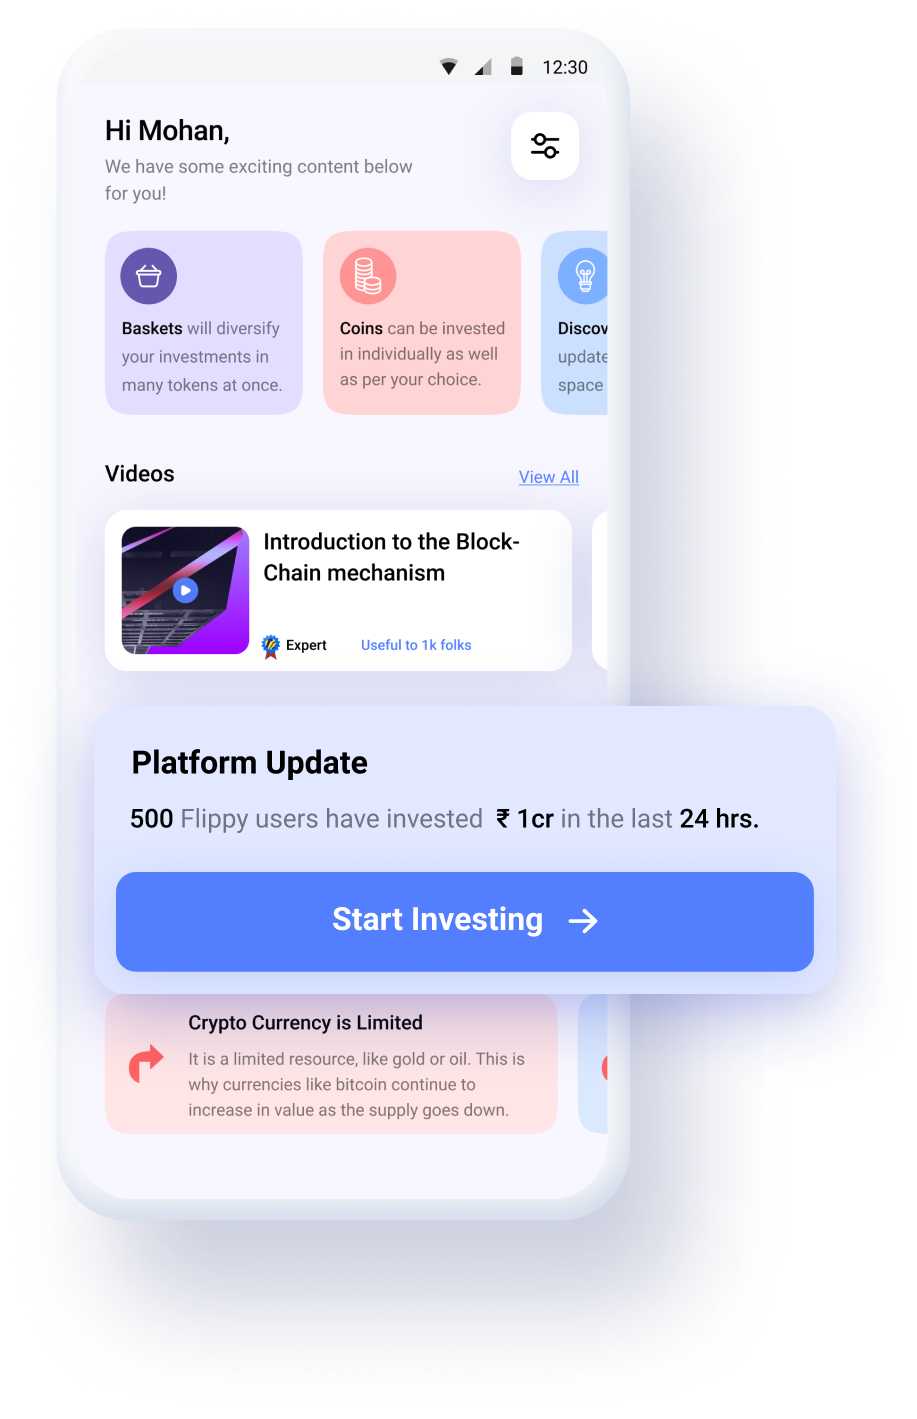 12:30
Hi Mohan,
We have some exciting content below
for you!
Baskets will diversify
your investments in
many tokens at once.
Coins can be invested
in individually as well
as per your choice.
Discov
update
space
Videos
View All
Introduction to the Block-
Chain mechanism
Expert
Useful to 1k folks
Platform Update
500 Flippy users have invested ₹ 1cr in the last 24 hrs.
Start Investing
Crypto Currency is Limited
It is a limited resource, like gold or oil. This is
why currencies like bitcoin continue to
increase in value as the supply goes down.